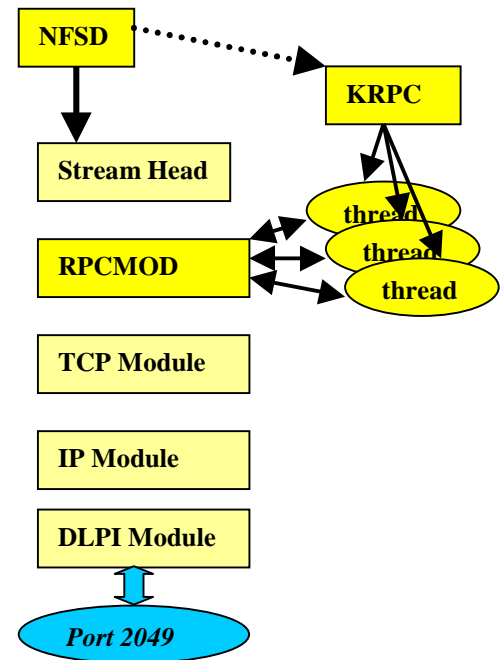 NFSD
KRPC
Stream Head
thread
RPCMOD
thread
thread
TCP Module
IP Module
DLPI Module
Port 2049